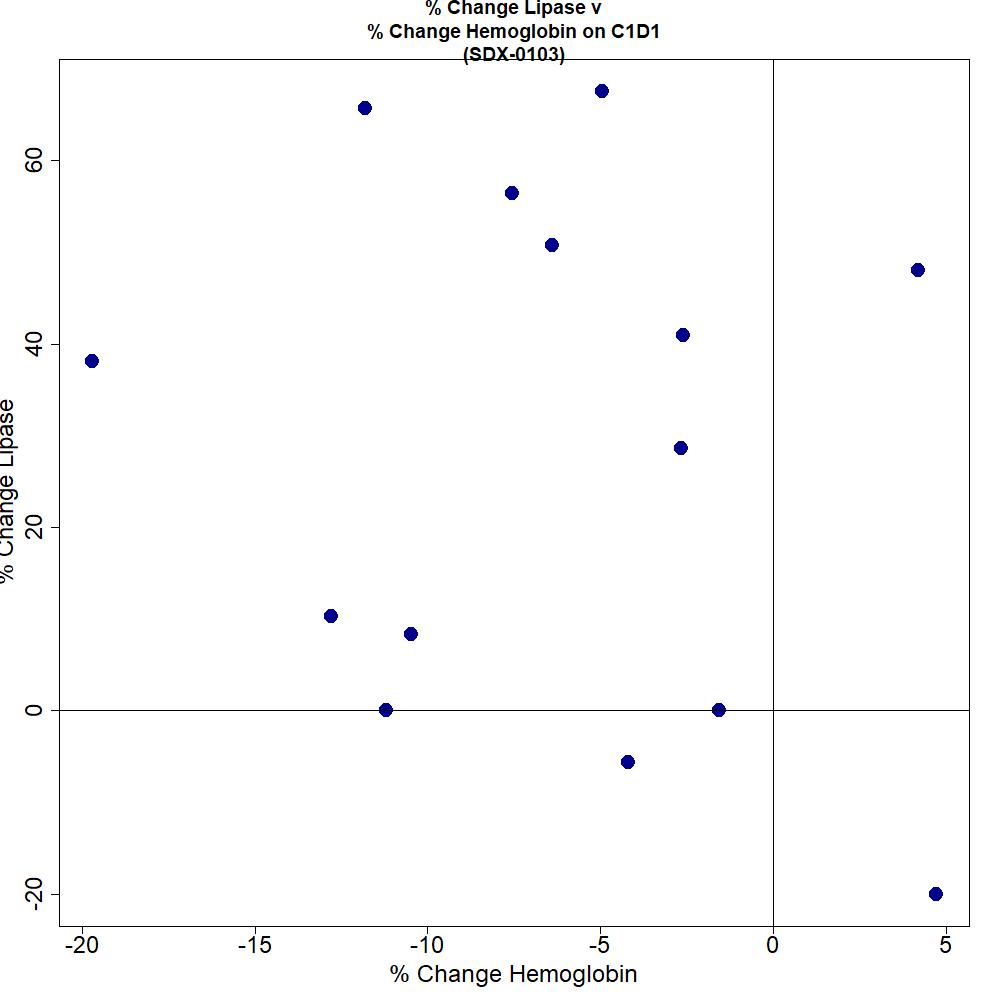 % Change Lipase v
% Change Hemoglobin on C1D1
(SDX-0103)
% Change Lipase
60
40
20
0
-20
-20
-15
-10
-5
0
5
% Change Hemoglobin